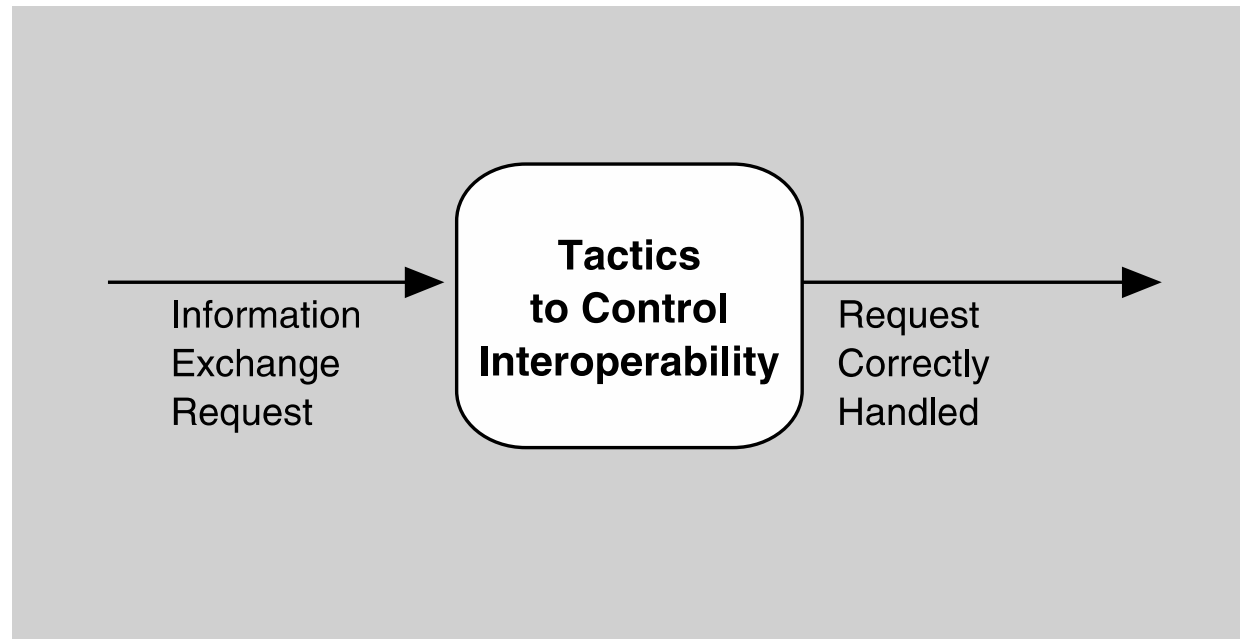 Information
Exchange
Request
Tactics
to Control
Interoperability
Request
Correctly
Handled